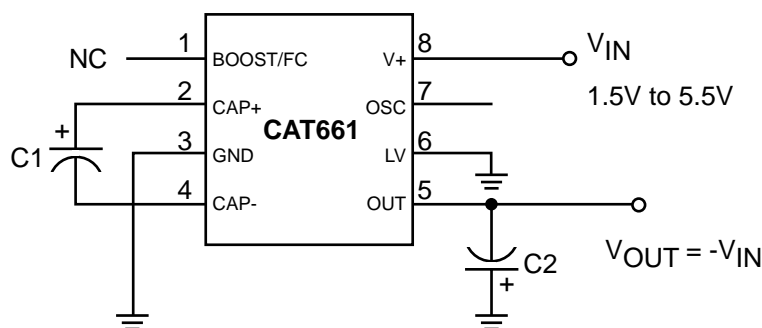 NC
1
2
3
4
BOOST/FC
CAP+
GND
CAP-
CAT661
V+
OSC
LV
OUT
8
7
6
5
VIN
1.5V to 5.5V
+
C1
C2
+
VOUT = -VIN